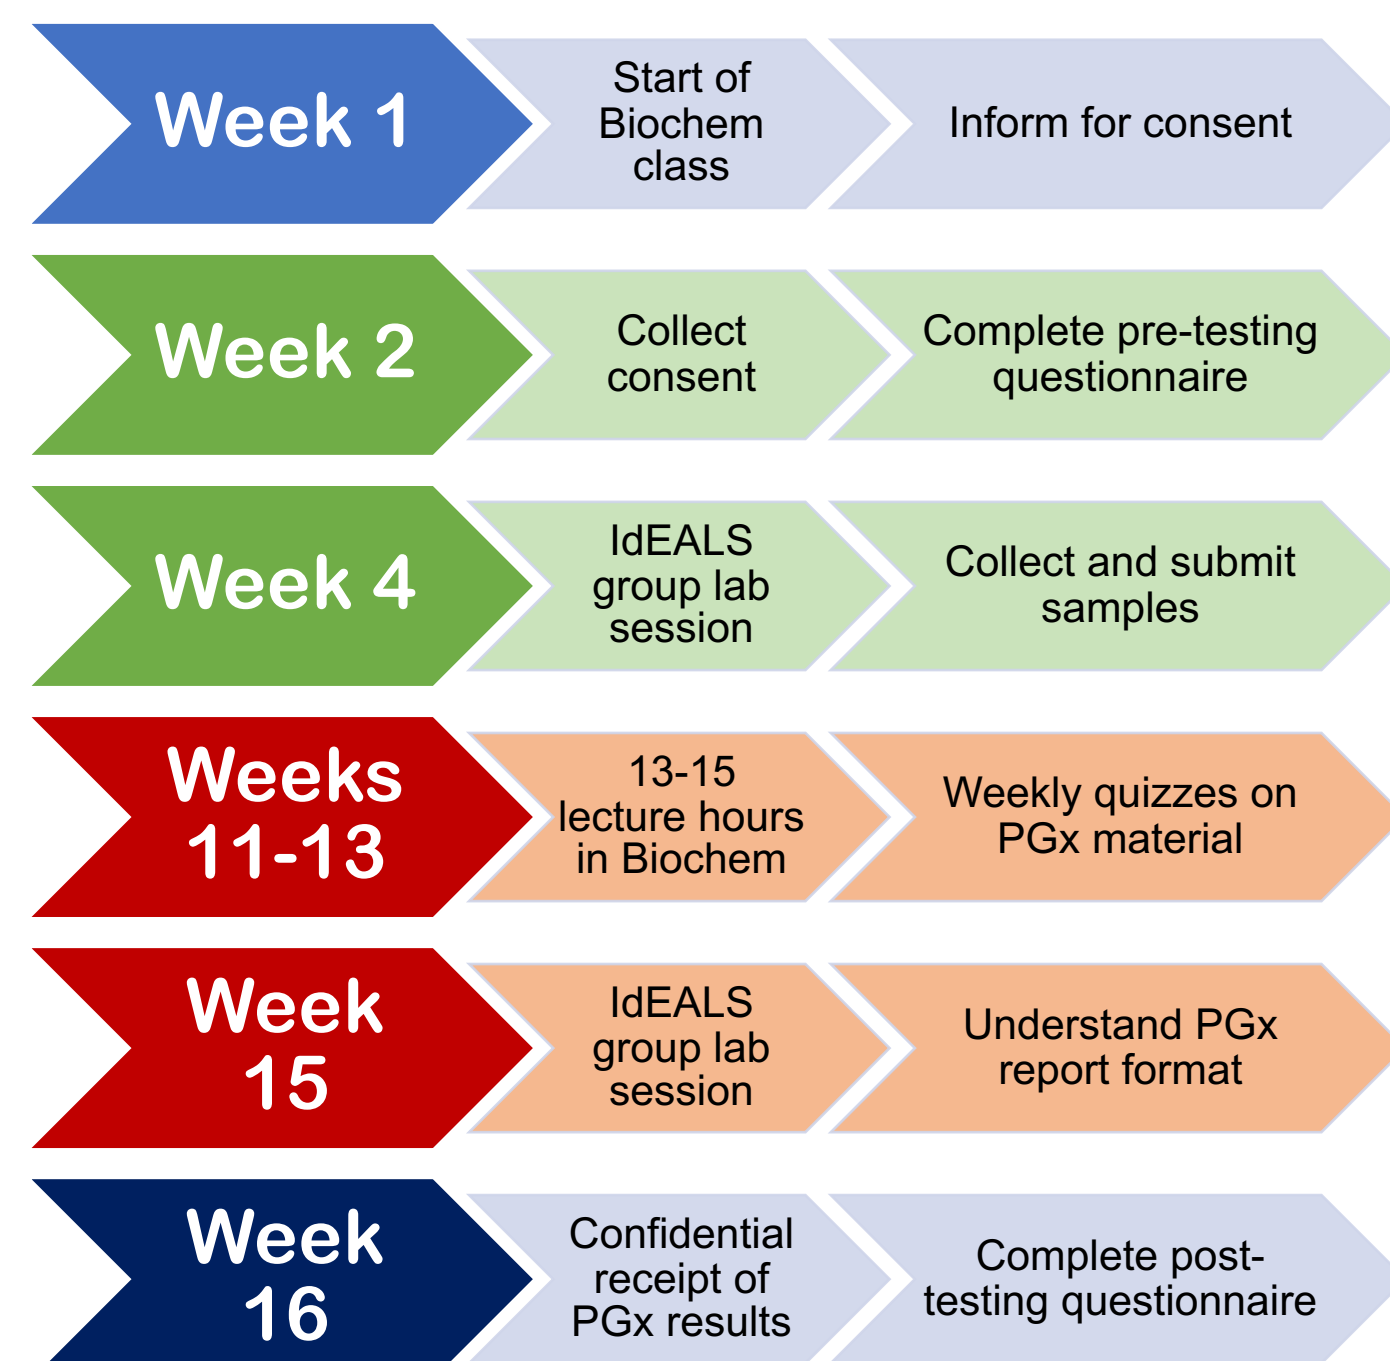 Week 1
Start of
Biochem
class
Inform for consent
Week 2
Collect
consent
Complete pre-testing
questionnaire
Week 4
IdEALS
group lab
session
Collect and submit
samples
Weeks
11-13
13-15
lecture hours
in Biochem
Weekly quizzes on
PGx material
Week
15
IdEALS
group lab
session
Understand PGx
report format
Week
16
Confidential
receipt of
PGx results
Complete post-
testing questionnaire